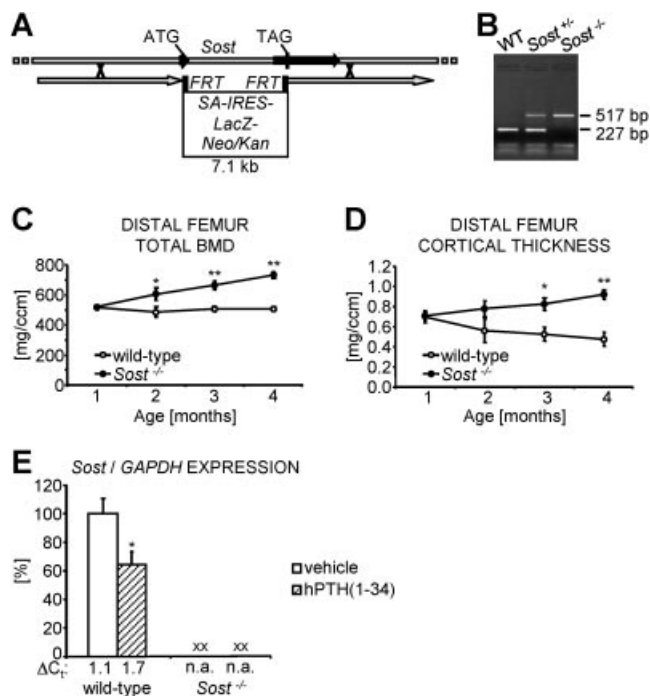 A
ATG Sost TAG
FRT FRT
SA-IRES-
LacZ-
Neo/Kan
7.1 kb
B
WT Sost+/- Sost-/-
517 bp
227 bp
C
DISTAL FEMUR
TOTAL BMD
[mg/ccm]
800
600
400
200
0
* ** **
wild-type
Sost -/-
1 2 3 4
Age [months]
D
DISTAL FEMUR
CORTICAL THICKNESS
[mg/ccm]
1.2
1.0
0.8
0.6
0.4
0.2
0.0
* **
wild-type
Sost -/-
1 2 3 4
Age [months]
E
Sost / GAPDH EXPRESSION
[%]
120
100
80
60
40
20
0
*
xx xx
vehicle
hPTH(1-34)
ΔCt: 1.1 1.7 n.a. n.a.
wild-type Sost -/-